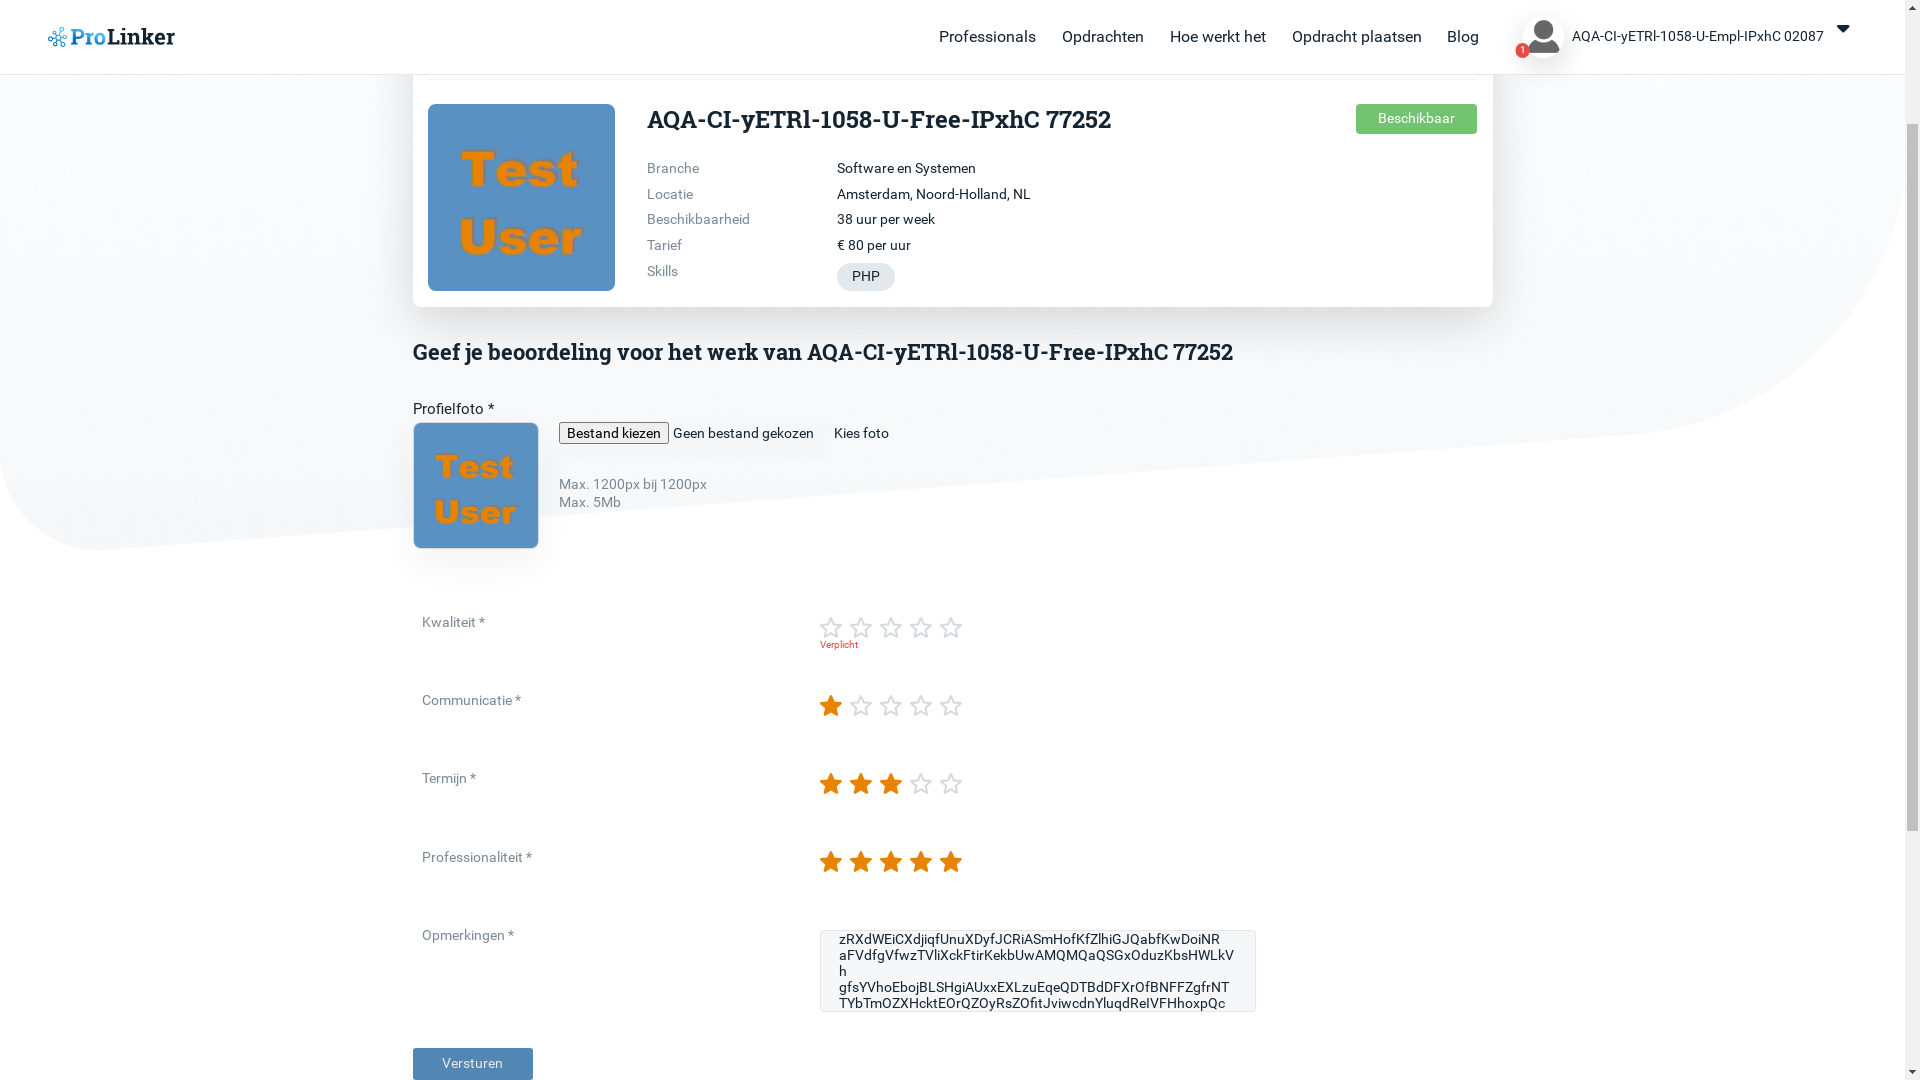 ProLinker
Professionals
Opdrachten
Hoe werkt het
Opdracht plaatsen
Blog
1
AQA-CI-yETRl-1058-U-Empl-IPxhC 02087
Test
User
AQA-CI-yETRl-1058-U-Free-IPxhC 77252
Beschikbaar
Branche
Software en Systemen
Locatie
Amsterdam, Noord-Holland, NL
Beschikbaarheid
38 uur per week
Tarief
€ 80 per uur
Skills
PHP
Geef je beoordeling voor het werk van AQA-CI-yETRl-1058-U-Free-IPxhC 77252
Profielfoto *
Test
User
Bestand kiezen Geen bestand gekozen
Kies foto
Max. 1200px bij 1200px
Max. 5Mb
Kwaliteit *
Verplicht
Communicatie *
Termijn *
Professionaliteit *
Opmerkingen *
zRXdWEiCXdjiqfUnuXDyfJCRiASmHofKfZlhiGJQabfKwDoiNR
aFVdfgVfwzTVliXckFtirKekbUwAMQMQaQSGxOduzKbsHWLkV
h
gfsYVhoEbojBLSHgiAUxxEXLzuEqeQDTBdDFXrOfBNFFZgfrNT
TYbTmOZXHcktEOrQZOyRsZOfitJviwcdnYluqdReIVFHhoxpQc
Versturen